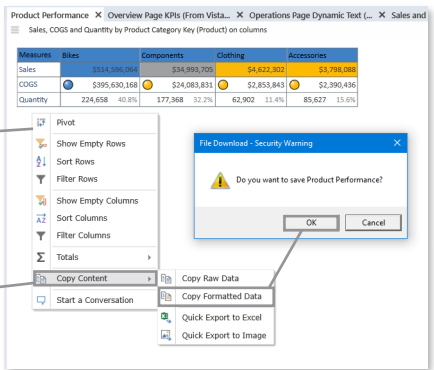 Product Performance ✕ Overview Page KPIs (From Vista... ✕ Operations Page Dynamic Text (... ✕ Sales and
Sales, COGS and Quantity by Product Category Key (Product) on columns
Measures Bikes Components Clothing Accessories
Sales $514,596,064 $34,993,705 $4,622,302 $3,798,088
COGS $395,630,168 $24,083,831 $2,853,843 $2,390,436
Quantity 224,658 40.8% 177,368 32.2% 62,902 11.4% 85,627 15.6%
Pivot
Show Empty Rows
Sort Rows
Filter Rows
Show Empty Columns
Sort Columns
Filter Columns
Totals
Copy Content
Start a Conversation
Copy Raw Data
Copy Formatted Data
Quick Export to Excel
Quick Export to Image
File Download - Security Warning
Do you want to save Product Performance?
OK Cancel